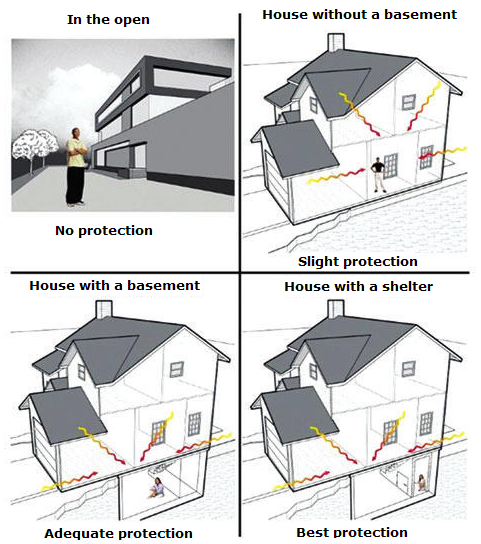 In the open
No protection
House without a basement
Slight protection
House with a basement
Adequate protection
House with a shelter
Best protection